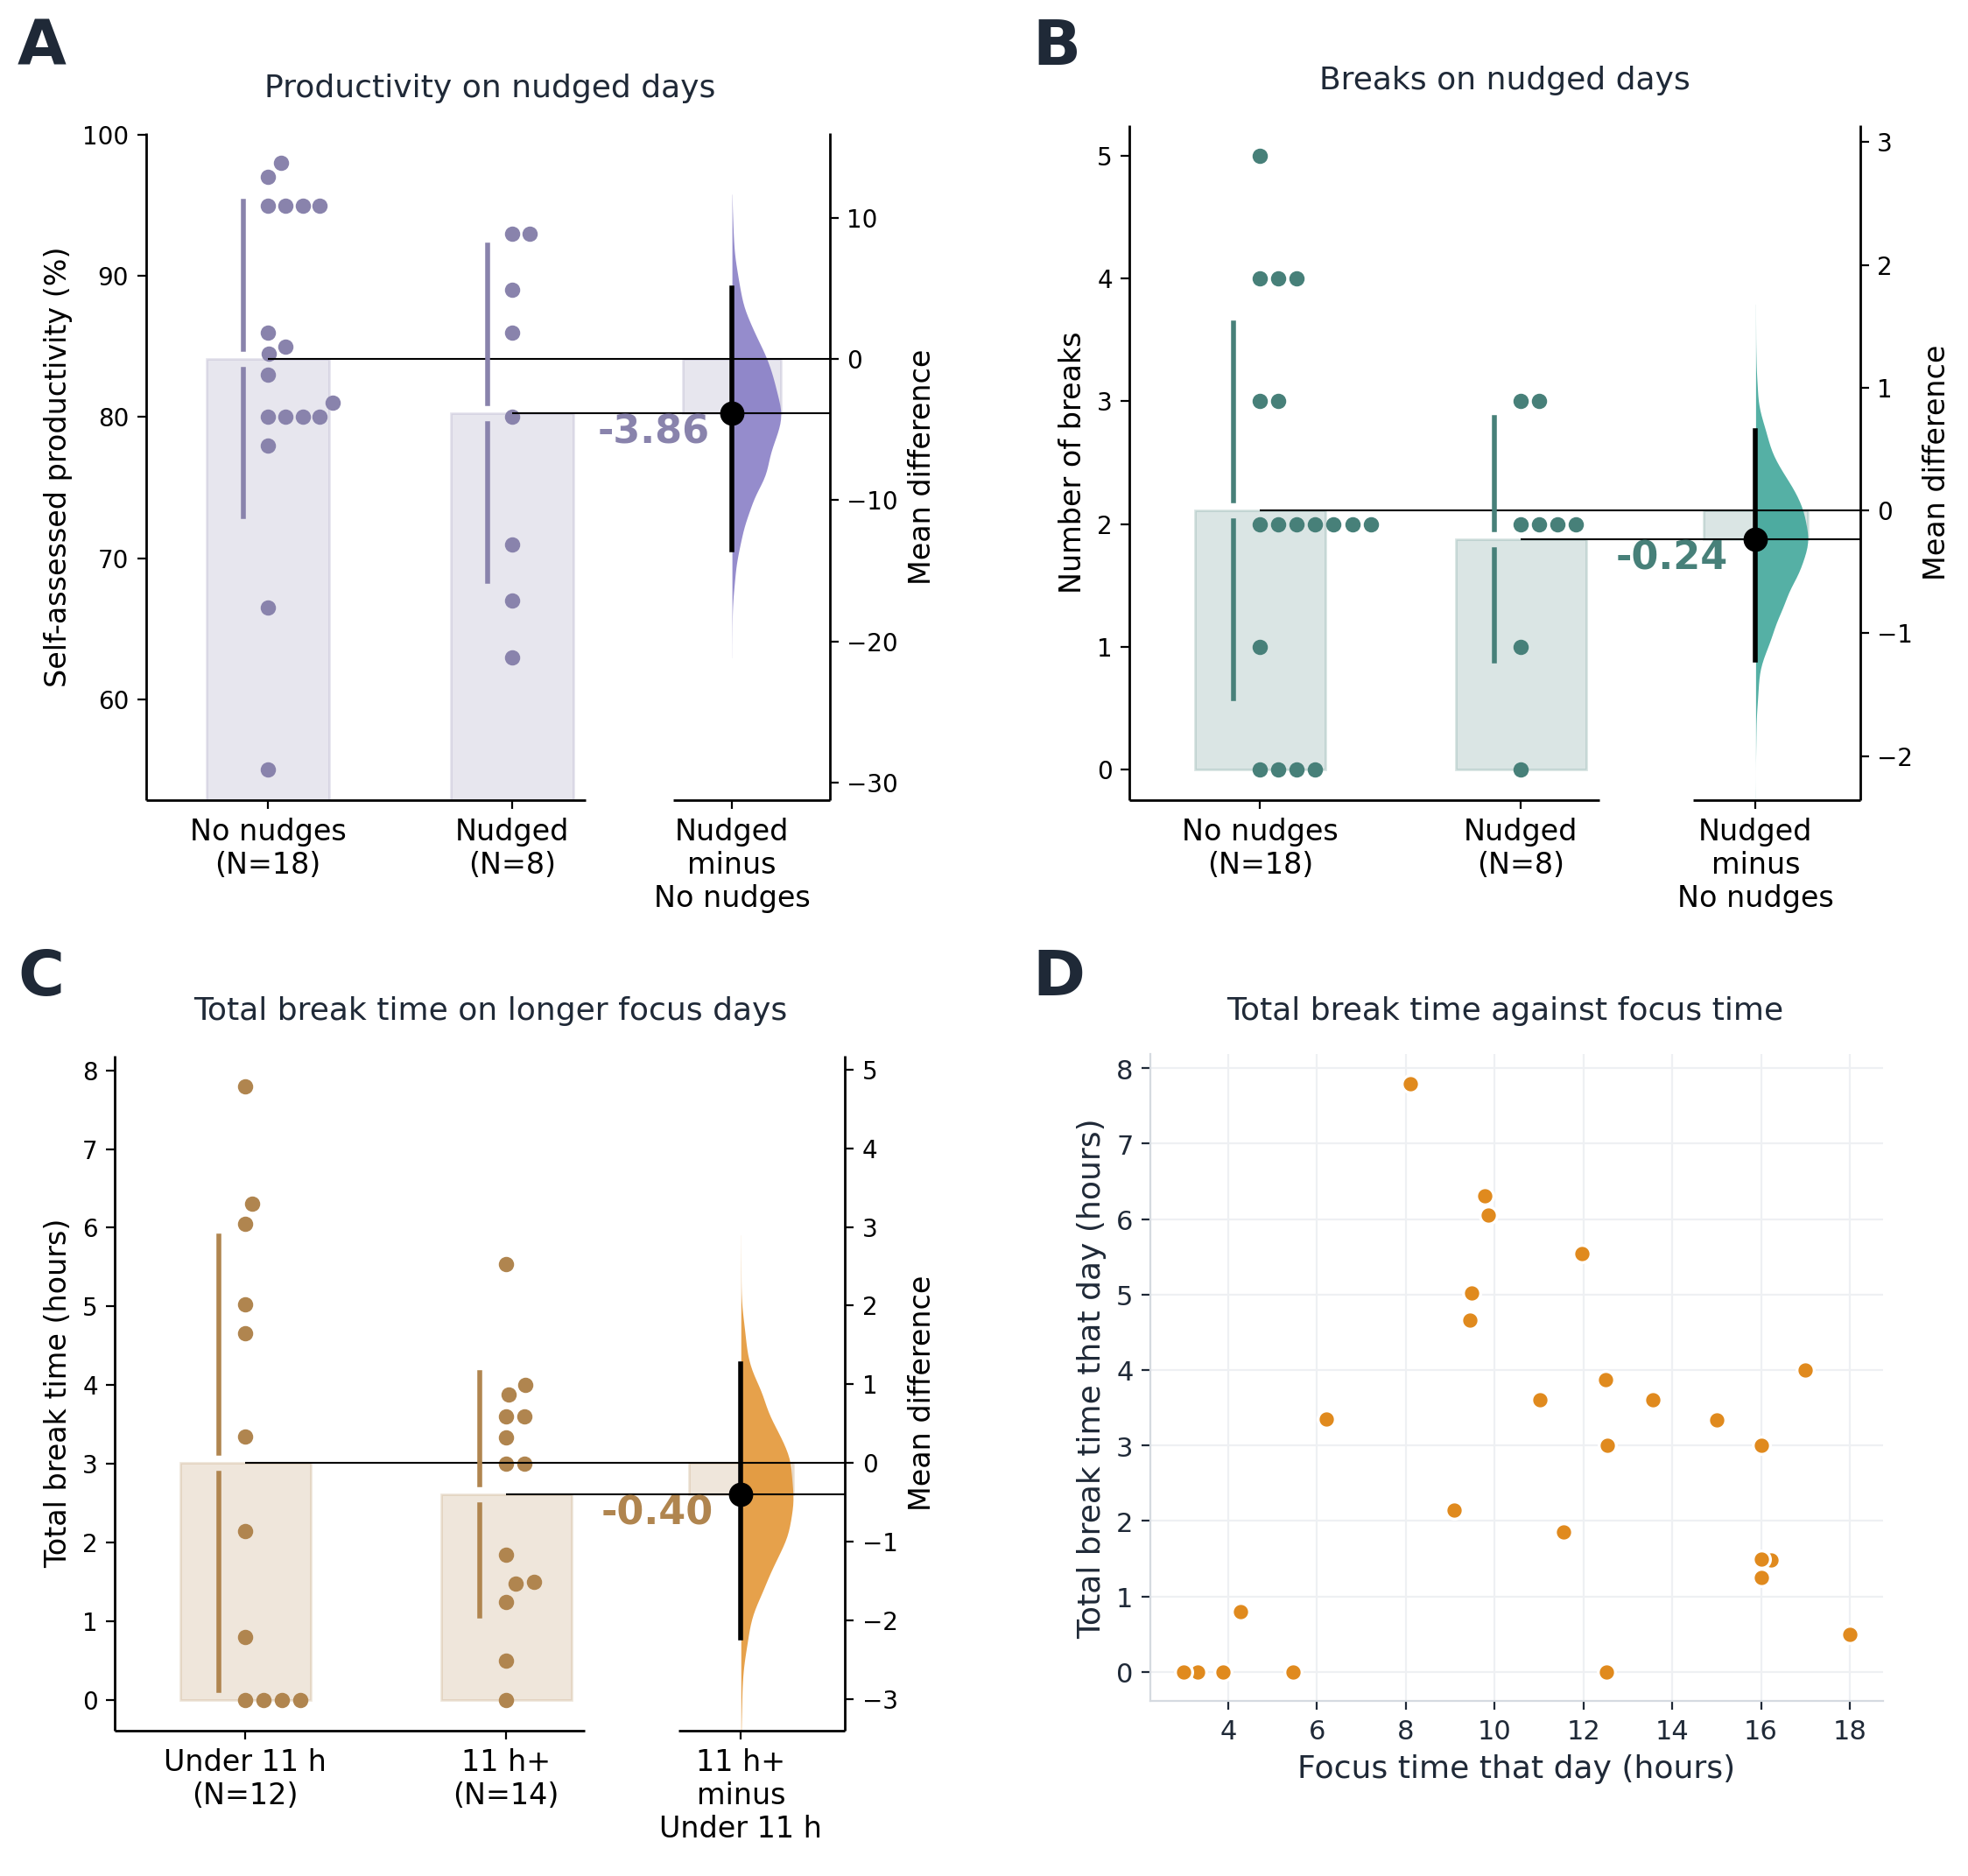 A
Productivity on nudged days
100
90
80
70
60
Self-assessed productivity (%)
10
0
−10
−20
−30
Mean difference
-3.86
No nudges
(N=18)
Nudged
(N=8)
Nudged
minus
No nudges
B
Breaks on nudged days
5
4
3
2
1
0
Number of breaks
3
2
1
0
−1
−2
Mean difference
-0.24
No nudges
(N=18)
Nudged
(N=8)
Nudged
minus
No nudges
C
Total break time on longer focus days
8
7
6
5
4
3
2
1
0
Total break time (hours)
5
4
3
2
1
0
−1
−2
−3
Mean difference
-0.40
Under 11 h
(N=12)
11 h+
(N=14)
11 h+
minus
Under 11 h
D
Total break time against focus time
8
7
6
5
4
3
2
1
0
Total break time that day (hours)
4 6 8 10 12 14 16 18
Focus time that day (hours)